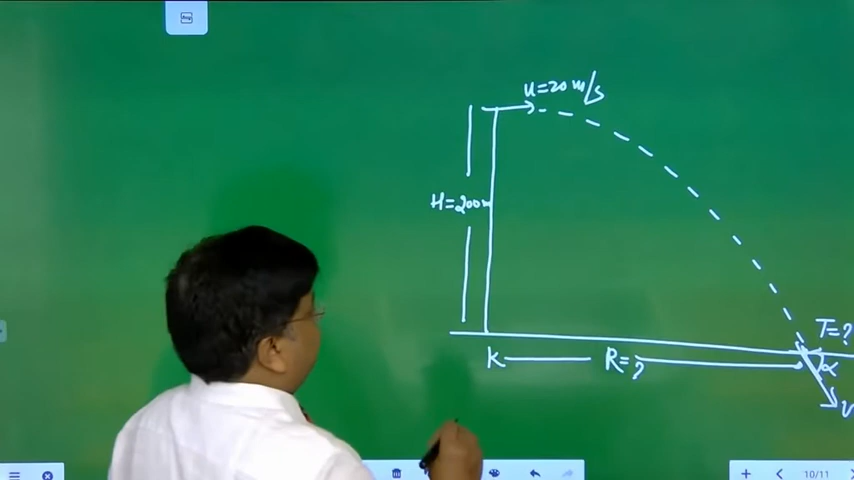 u=20 m/s
H=200m
T=?
K
R=?
α
v
10/11